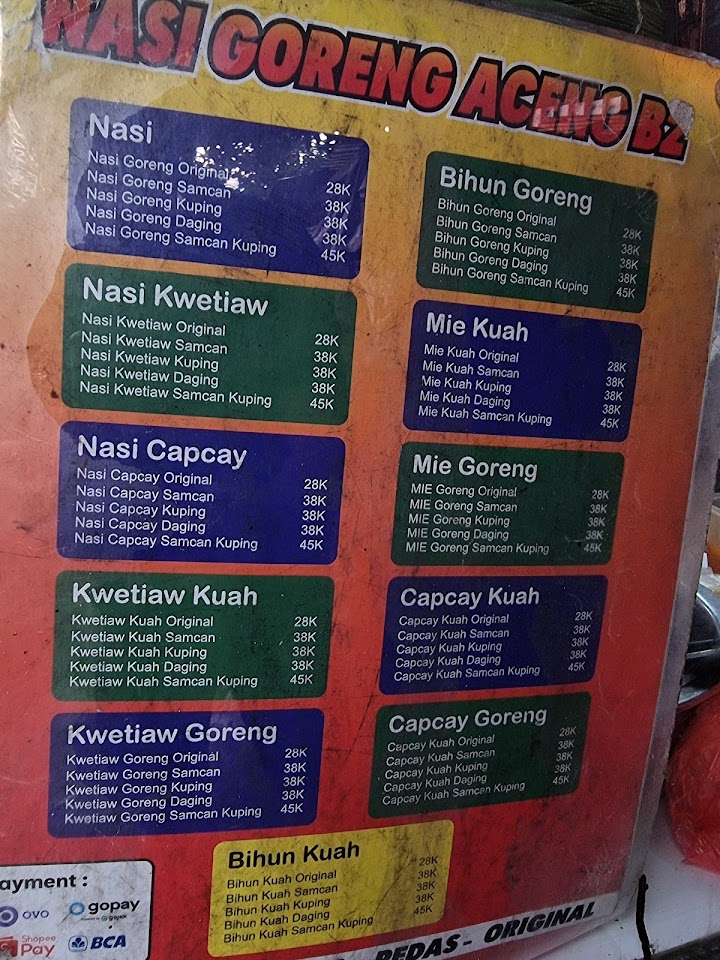 NASI GORENG ACENG B2
Nasi
Nasi Goreng Original 28K
Nasi Goreng Samcan 38K
Nasi Goreng Kuping 38K
Nasi Goreng Daging 38K
Nasi Goreng Samcan Kuping 45K
Nasi Kwetiaw
Nasi Kwetiaw Original 28K
Nasi Kwetiaw Samcan 38K
Nasi Kwetiaw Kuping 38K
Nasi Kwetiaw Daging 38K
Nasi Kwetiaw Samcan Kuping 45K
Nasi Capcay
Nasi Capcay Original 28K
Nasi Capcay Samcan 38K
Nasi Capcay Kuping 38K
Nasi Capcay Daging 38K
Nasi Capcay Samcan Kuping 45K
Kwetiaw Kuah
Kwetiaw Kuah Original 28K
Kwetiaw Kuah Samcan 38K
Kwetiaw Kuah Kuping 38K
Kwetiaw Kuah Daging 38K
Kwetiaw Kuah Samcan Kuping 45K
Kwetiaw Goreng
Kwetiaw Goreng Original 28K
Kwetiaw Goreng Samcan 38K
Kwetiaw Goreng Kuping 38K
Kwetiaw Goreng Daging 38K
Kwetiaw Goreng Samcan Kuping 45K
Bihun Goreng
Bihun Goreng Original 28K
Bihun Goreng Samcan 38K
Bihun Goreng Kuping 38K
Bihun Goreng Daging 38K
Bihun Goreng Samcan Kuping 45K
Mie Kuah
Mie Kuah Original 28K
Mie Kuah Samcan 38K
Mie Kuah Kuping 38K
Mie Kuah Daging 38K
Mie Kuah Samcan Kuping 45K
Mie Goreng
MIE Goreng Original 28K
MIE Goreng Samcan 38K
MIE Goreng Kuping 38K
MIE Goreng Daging 38K
MIE Goreng Samcan Kuping 45K
Capcay Kuah
Capcay Kuah Original 28K
Capcay Kuah Samcan 38K
Capcay Kuah Kuping 38K
Capcay Kuah Daging 38K
Capcay Kuah Samcan Kuping 45K
Capcay Goreng
Capcay Kuah Original 28K
Capcay Kuah Samcan 38K
Capcay Kuah Kuping 38K
Capcay Kuah Daging 38K
Capcay Kuah Samcan Kuping 45K
Bihun Kuah
Bihun Kuah Original 28K
Bihun Kuah Samcan 38K
Bihun Kuah Kuping 38K
Bihun Kuah Daging 38K
Bihun Kuah Samcan Kuping 45K
ayment :
OVO gopay
Shopee
Pay BCA
PEDAS - ORIGINAL